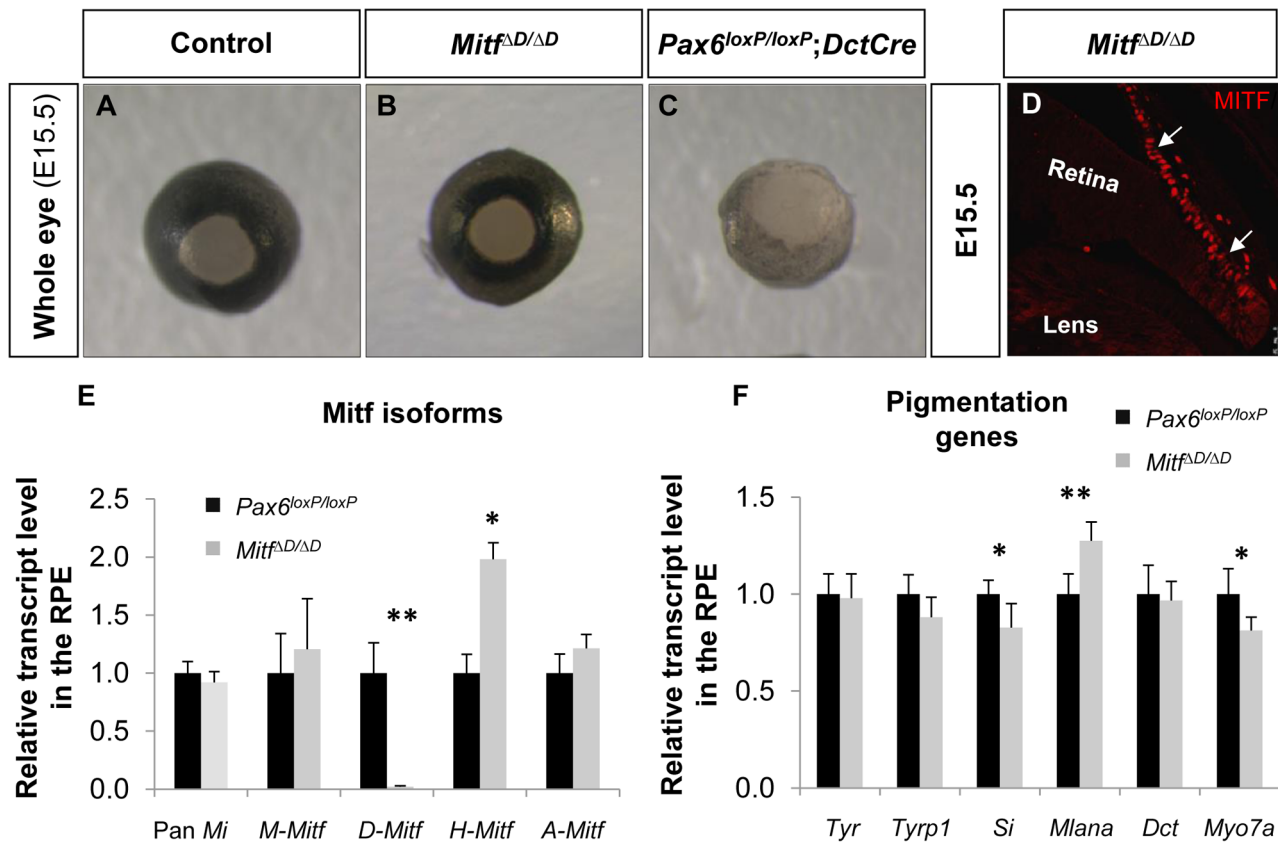 Control
Mitf^ΔD/ΔD
Pax6^loxP/loxP;DctCre
Mitf^ΔD/ΔD
Whole eye (E15.5)
A
B
C
E15.5
D
MITF
Retina
Lens
E
Mitf isoforms
Relative transcript level
in the RPE
2.5
2.0
1.5
1.0
0.5
0.0
Pax6^loxP/loxP
Mitf^ΔD/ΔD
**
*
Pan Mi
M-Mitf
D-Mitf
H-Mitf
A-Mitf
F
Pigmentation
genes
Pax6^loxP/loxP
Mitf^ΔD/ΔD
Relative transcript level
in the RPE
1.5
1.0
0.5
0.0
*
**
*
Tyr
Tyrp1
Si
Mlana
Dct
Myo7a